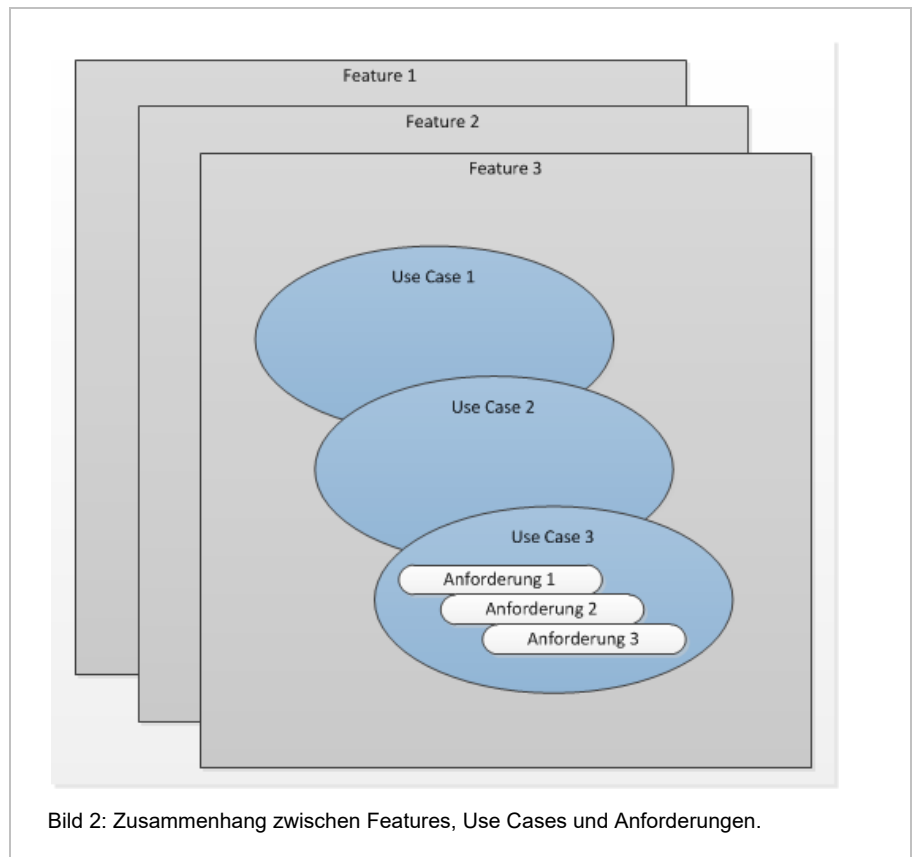 Feature 1
Feature 2
Feature 3
Use Case 1
Use Case 2
Use Case 3
Anforderung 1
Anforderung 2
Anforderung 3
Bild 2: Zusammenhang zwischen Features, Use Cases und Anforderungen.